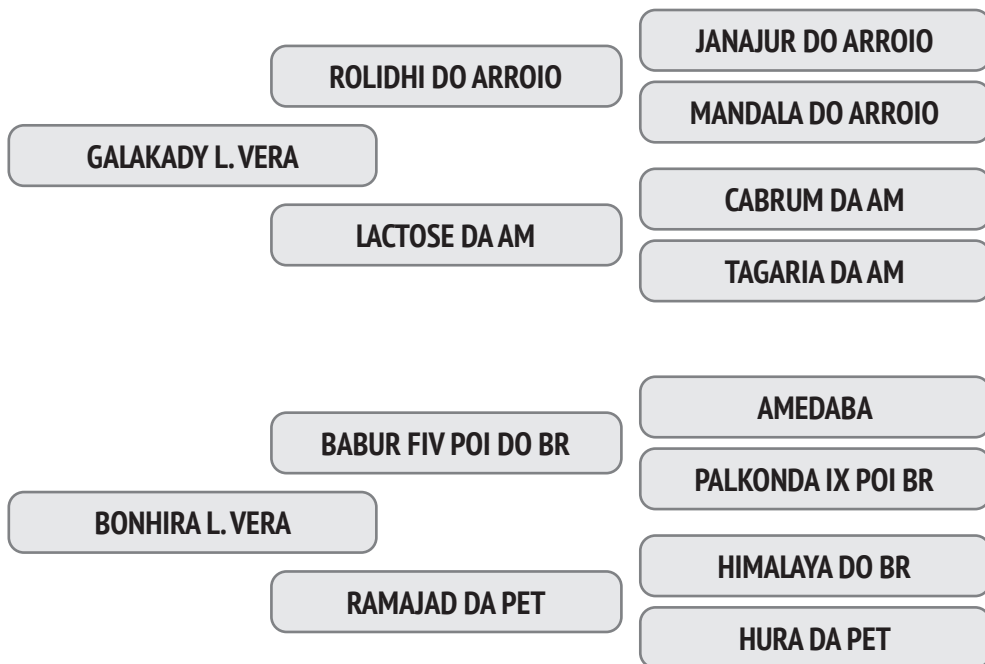 JANAJUR DO ARROIO
ROLIDHI DO ARROIO
MANDALA DO ARROIO
GALAKADY L. VERA
CABRUM DA AM
LACTOSE DA AM
TAGARIA DA AM
AMEDABA
BABUR FIV POI DO BR
PALKONDA IX POI BR
BONHIRA L. VERA
HIMALAYA DO BR
RAMAJAD DA PET
HURA DA PET